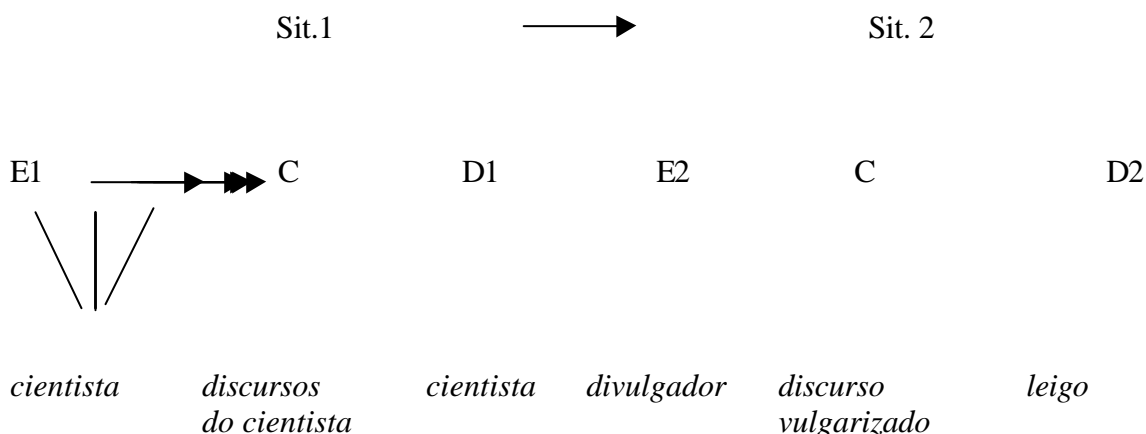 Sit.1 Sit. 2
E1 C D1 E2 C D2
cientista discursos cientista divulgador discurso leigo
do cientista vulgarizado